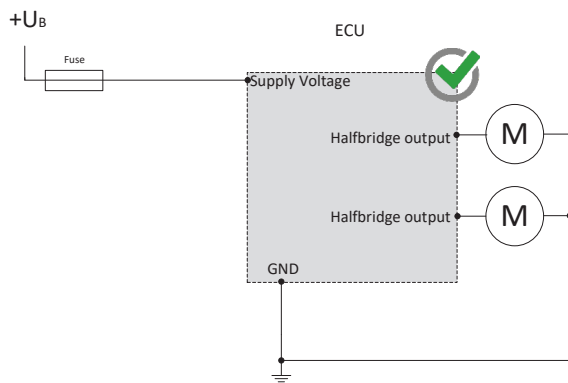 +UB
ECU
Fuse
Supply Voltage
Halfbridge output
M
Halfbridge output
M
GND